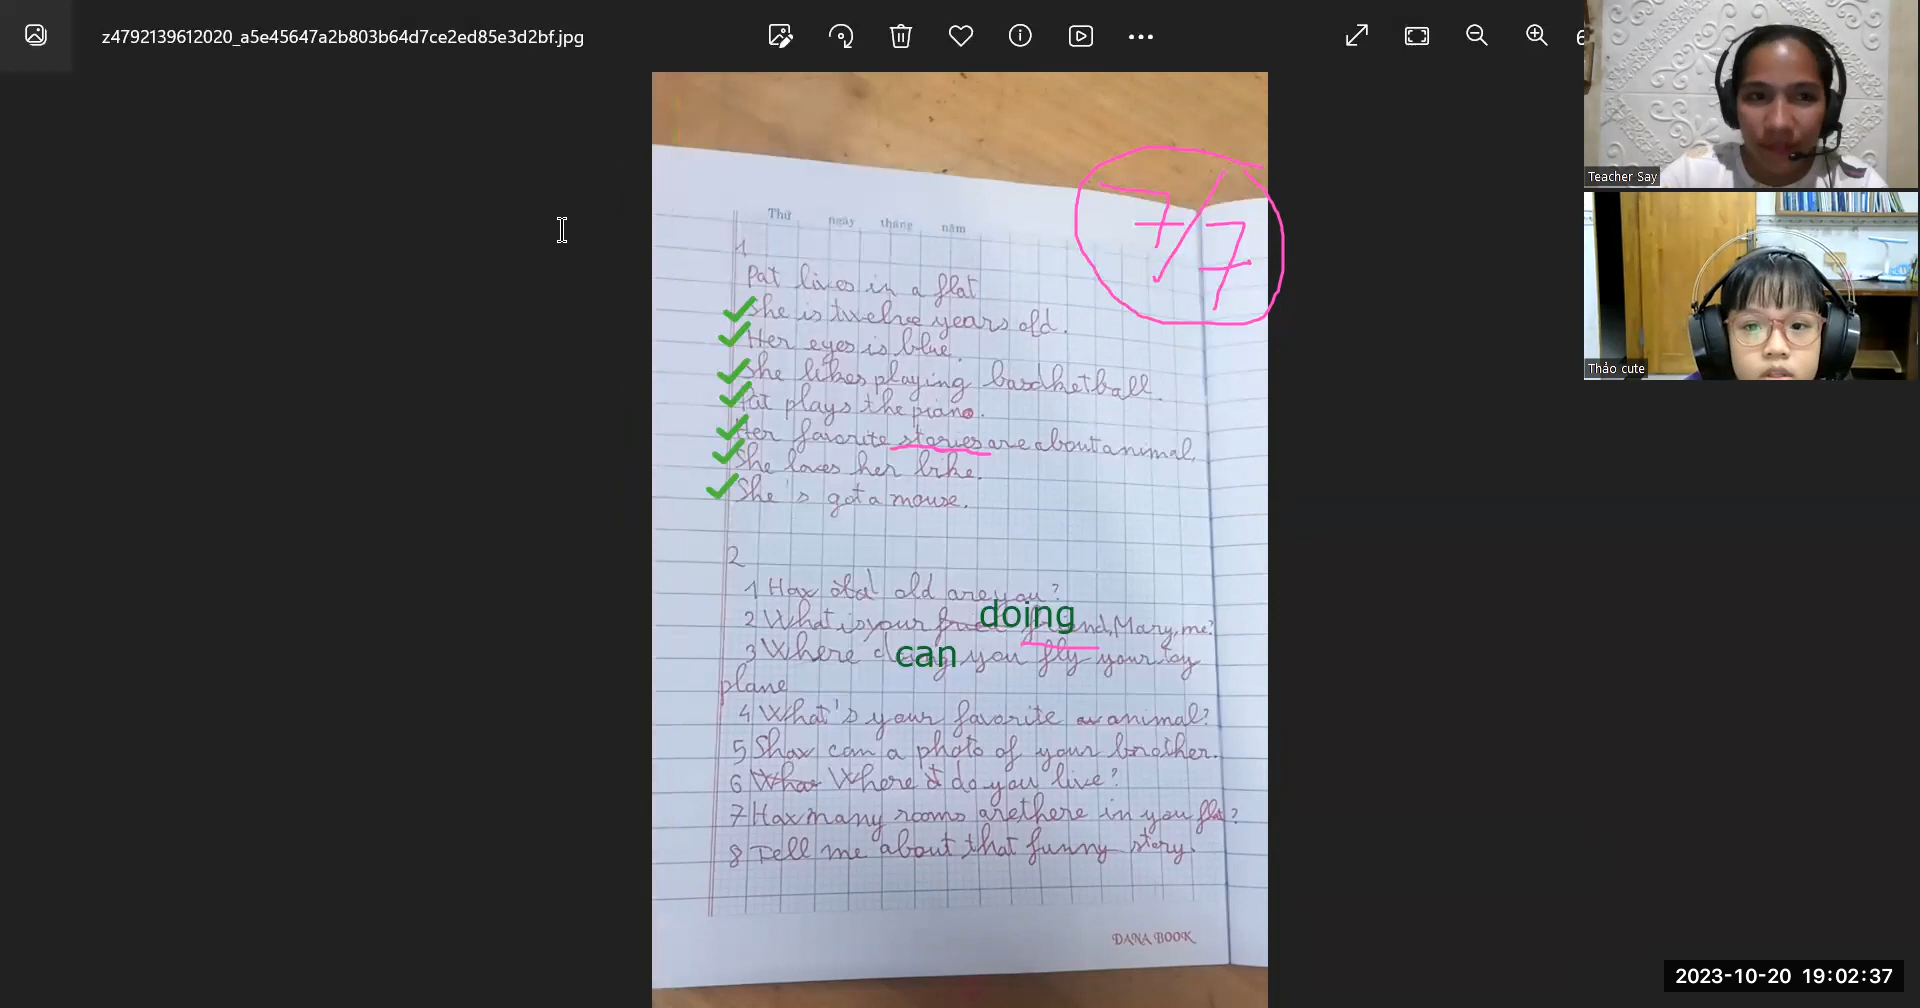 z4792139612020_a5e45647a2b803b64d7ce2ed85e3d2bf.jpg
Teacher Say
Thảo cute
7/7
Thứ ngày tháng năm
1
Pat lives in a flat
She is twelve years old.
Her eyes is blue.
She likes playing basdketball.
Pat plays the piano.
Her favorite stories are about animal.
She loves her bike.
She's got a mouse.
2
1 How old are you?
doing
2 What is your friend, Mary, me?
can
3 Where you fly your toy
plane
4 What's your favorite animal?
5 Show can a photo of your brother.
6 Where do you live?
7 How many rooms are there in you flat?
8 Tell me about that funny story.
DANA BOOK
2023-10-20 19:02:37